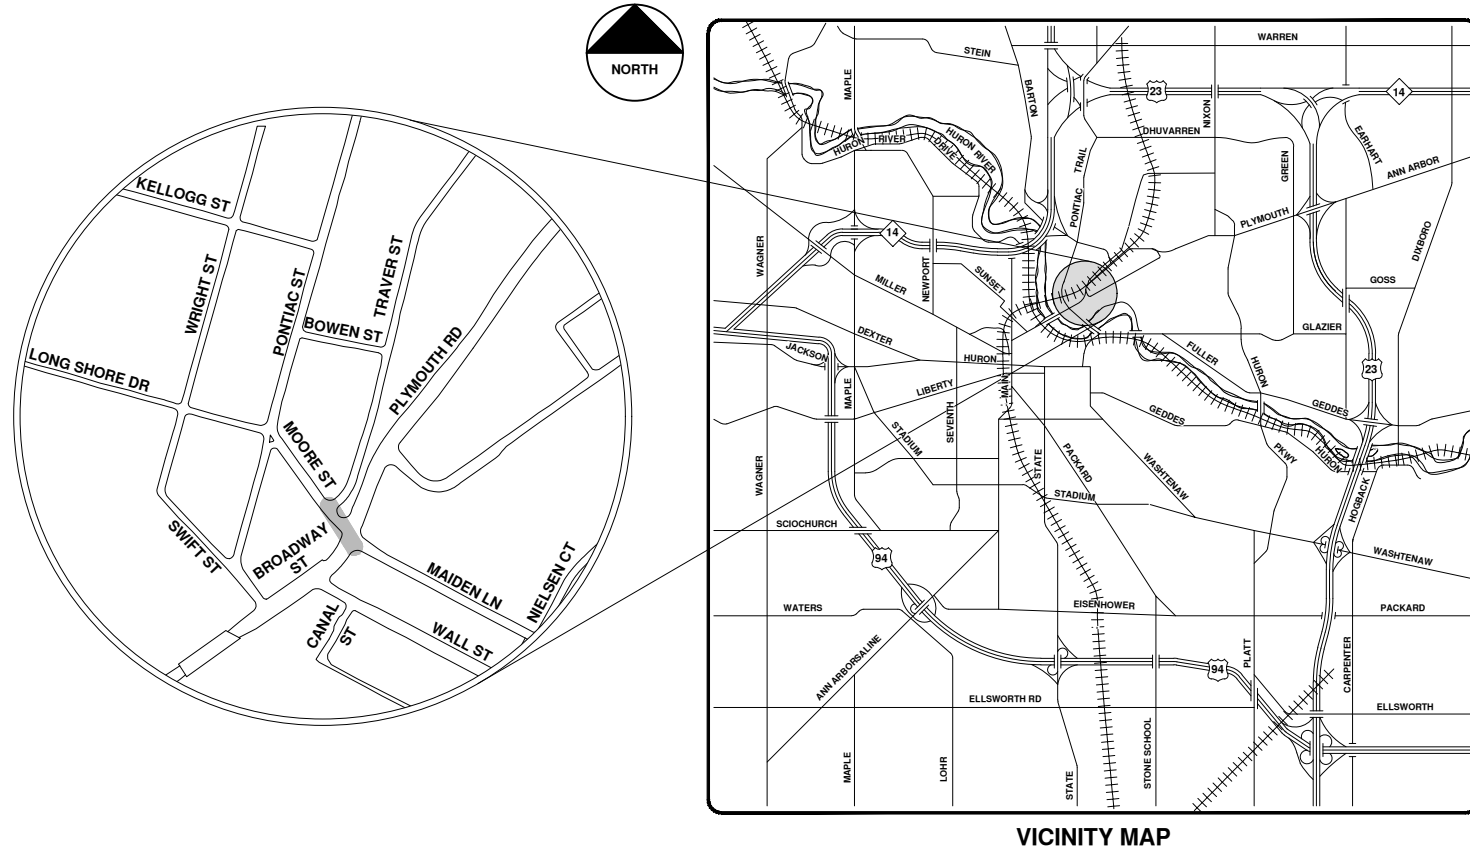 NORTH
KELLOGG ST
WRIGHT ST
PONTIAC ST
TRAVER ST
BOWEN ST
LONG SHORE DR
PLYMOUTH RD
MOORE ST
SWIFT ST
BROADWAY
ST
MAIDEN LN
NIELSEN CT
CANAL
ST
WALL ST
WARREN
STEIN
MAPLE
BARTON
23
14
NIXON
DHUVARREN
EARHART
HURON RIVER
DRIVE
HURON RIVER
PONTIAC TRAIL
GREEN
ANN ARBOR
PLYMOUTH
DIXBORO
WAGNER
14
NEWPORT
SUNSET
MILLER
GOSS
DEXTER
GLAZIER
JACKSON
HURON
FULLER
HURON
23
MAPLE
LIBERTY
MAIN
SEVENTH
GEDDES
GEDDES
STADIUM
STATE
PACKARD
WASHTENAW
PKWY
HURON
WAGNER
STADIUM
HOGBACK
SCIOCHURCH
94
WASHTENAW
WATERS
EISENHOWER
PACKARD
ANN ARBORSALINE
94
PLATT
CARPENTER
ELLSWORTH RD
ELLSWORTH
MAPLE
LOHR
STATE
STONE SCHOOL
VICINITY MAP